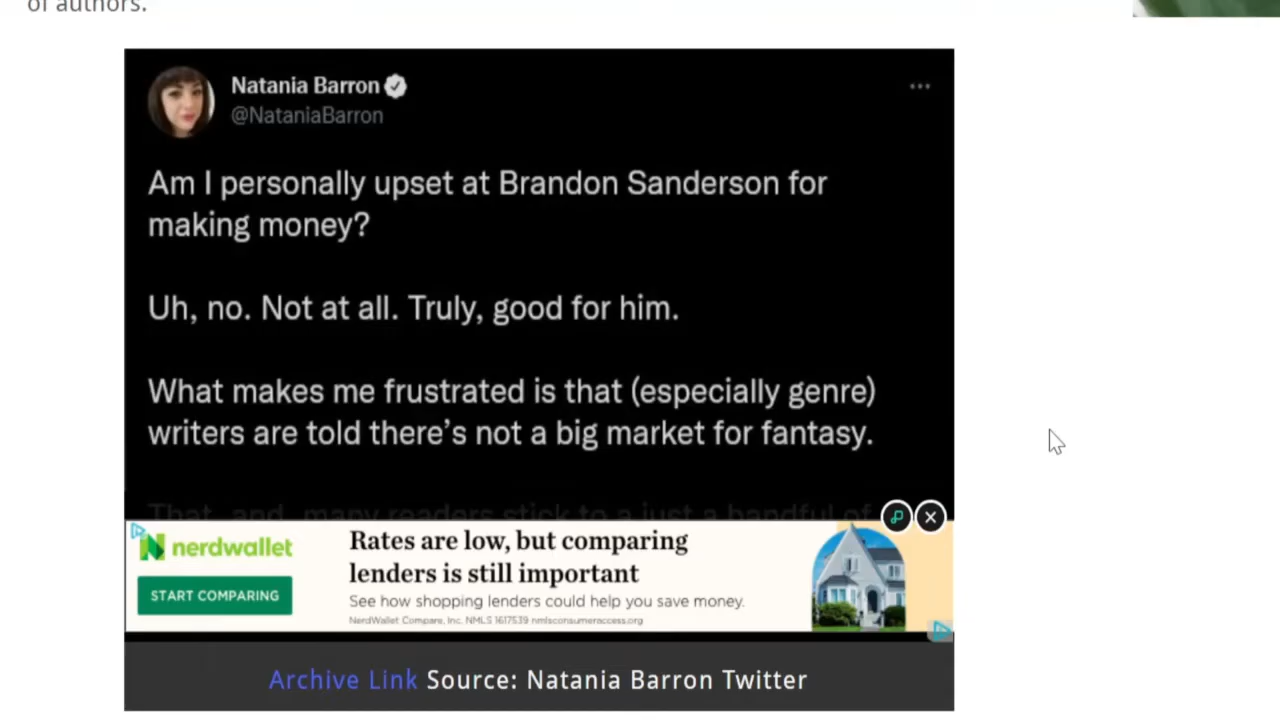 of authors.
Natania Barron
@NataniaBarron
Am I personally upset at Brandon Sanderson for
making money?
Uh, no. Not at all. Truly, good for him.
What makes me frustrated is that (especially genre)
writers are told there's not a big market for fantasy.
That, and, many readers stick to a just a handful of
nerdwallet
START COMPARING
Rates are low, but comparing
lenders is still important
See how shopping lenders could help you save money.
NerdWallet Compare, Inc. NMLS 1617539 nmlsconsumeraccess.org
Archive Link Source: Natania Barron Twitter